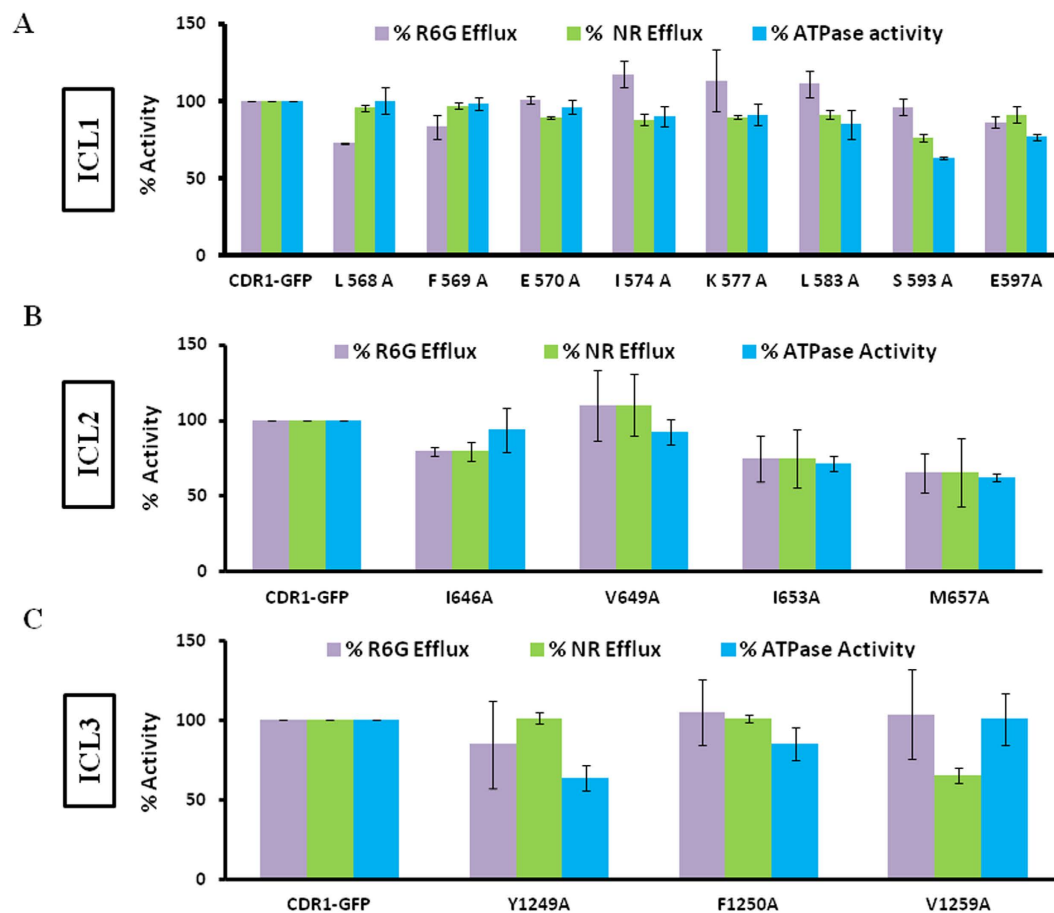 A
ICL1
% Activity
150
100
50
0
% R6G Efflux
% NR Efflux
% ATPase activity
CDR1-GFP
L 568 A
F 569 A
E 570 A
I 574 A
K 577 A
L 583 A
S 593 A
E597A
B
ICL2
% Activity
150
100
50
0
% R6G Efflux
% NR Efflux
% ATPase Activity
CDR1-GFP
I646A
V649A
I653A
M657A
C
ICL3
% Activity
150
100
50
0
% R6G Efflux
% NR Efflux
% ATPase Activity
CDR1-GFP
Y1249A
F1250A
V1259A